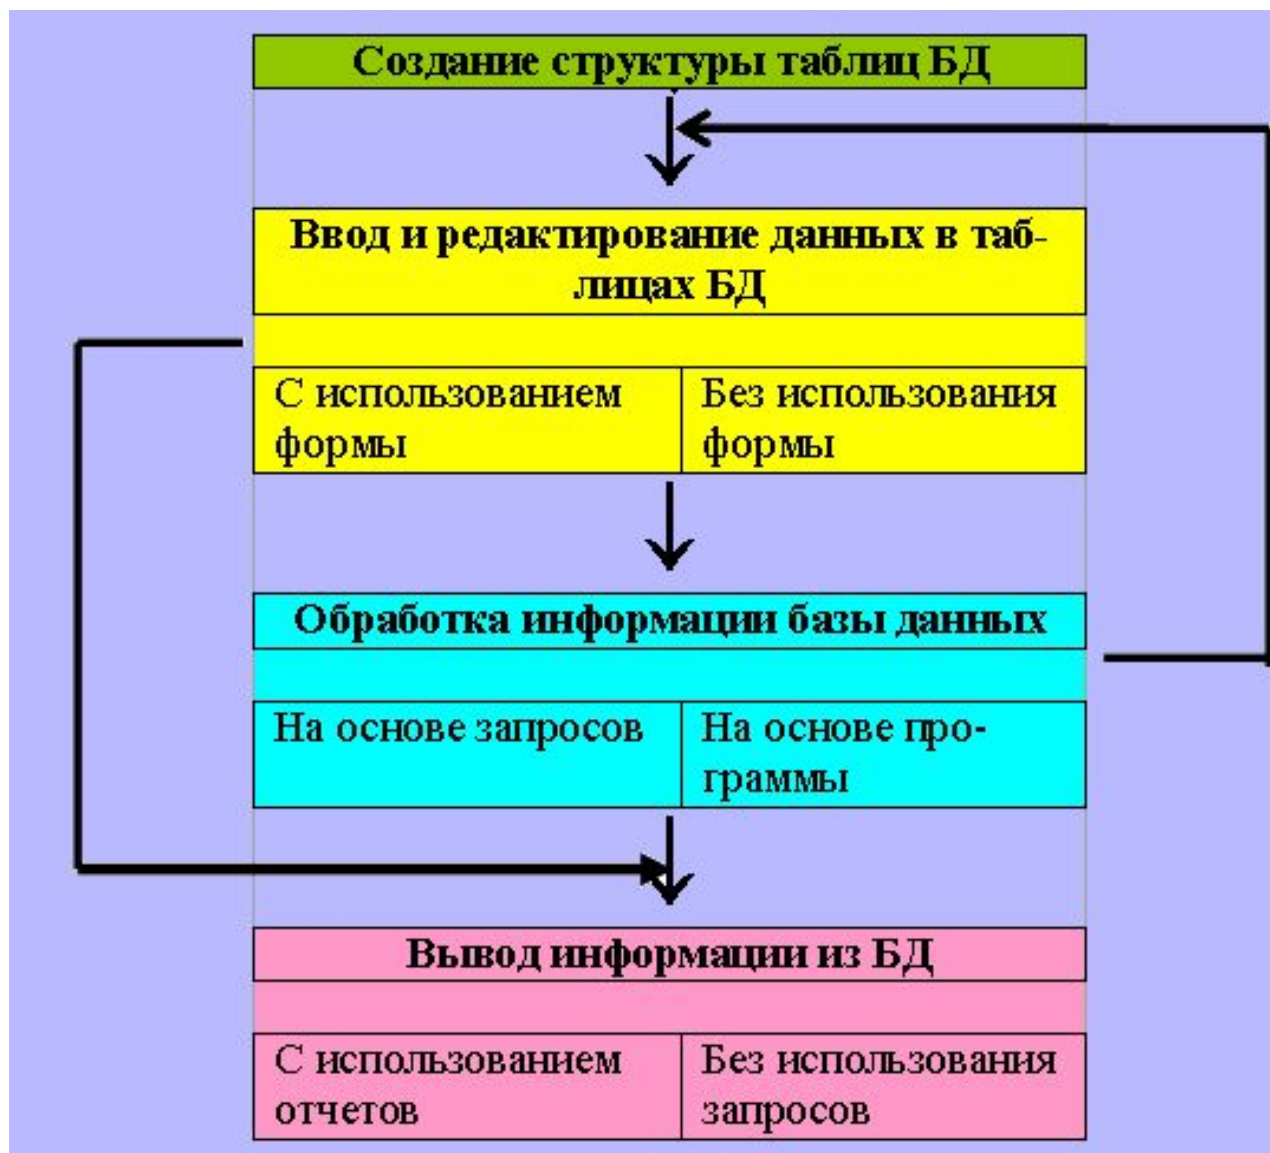 Создание структуры таблиц БД
Ввод и редактирование данных в таб-
лицах БД
С использованием
формы
Без использования
формы
Обработка информации базы данных
На основе запросов
На основе про-
граммы
Вывод информации из БД
С использованием
отчетов
Без использования
запросов